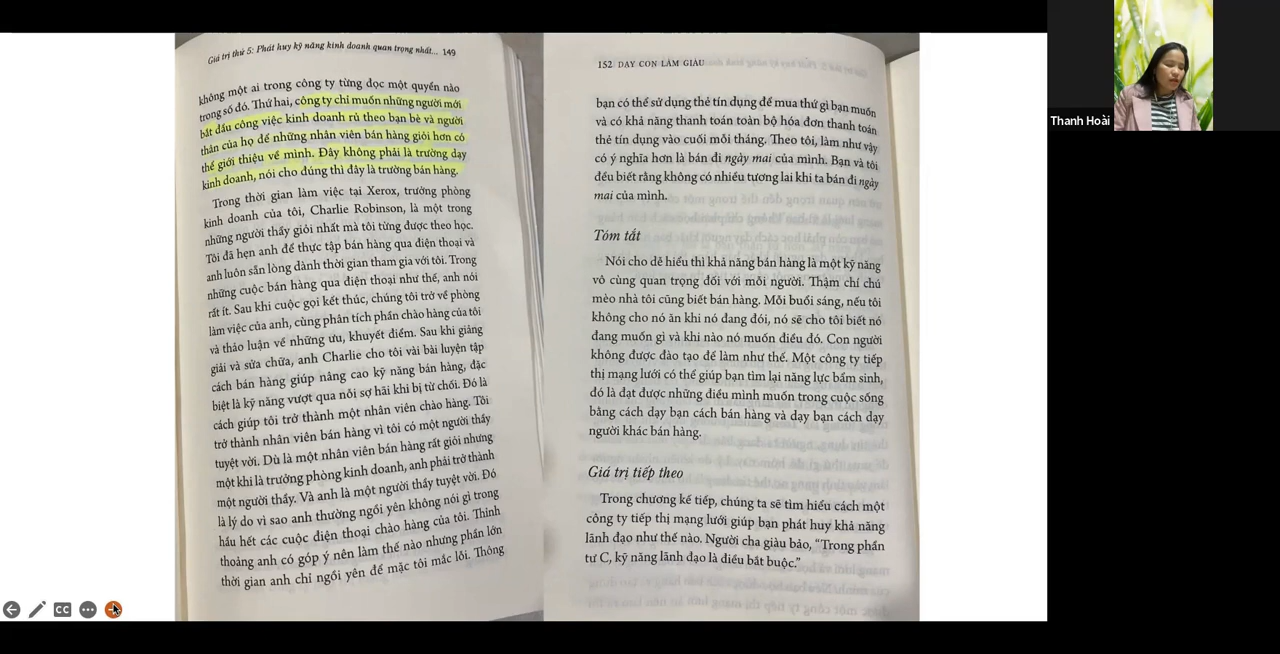 Giá trị thứ 5: Phát huy kỹ năng kinh doanh quan trọng nhất... 149
không một ai trong công ty từng đọc một quyển nào
trong số đó. Thứ hai, công ty chỉ muốn những người mới
bắt đầu công việc kinh doanh rủ theo bạn bè và người
thân của họ để những nhân viên bán hàng giỏi hơn có
thể giới thiệu về mình. Đây không phải là trường dạy
kinh doanh, nói cho đúng thì đây là trường bán hàng.
Trong thời gian làm việc tại Xerox, trưởng phòng
kinh doanh của tôi, Charlie Robinson, là một trong
những người thầy giỏi nhất mà tôi từng được theo học.
Tôi đã hẹn anh để thực tập bán hàng qua điện thoại và
anh luôn sẵn lòng dành thời gian tham gia với tôi. Trong
những cuộc bán hàng qua điện thoại như thế, anh nói
rất ít. Sau khi cuộc gọi kết thúc, chúng tôi trở về phòng
làm việc của anh, cùng phân tích phần chào hàng của tôi
và thảo luận về những ưu, khuyết điểm. Sau khi giảng
giải và sửa chữa, anh Charlie cho tôi vài bài luyện tập
cách bán hàng giúp nâng cao kỹ năng bán hàng, đặc
biệt là kỹ năng vượt qua nỗi sợ hãi khi bị từ chối. Đó là
cách giúp tôi trở thành một nhân viên chào hàng. Tôi
trở thành nhân viên bán hàng vì tôi có một người thầy
tuyệt vời. Dù là một nhân viên bán hàng rất giỏi nhưng
một khi là trưởng phòng kinh doanh, anh phải trở thành
một người thầy. Và anh là một người thầy tuyệt vời. Đó
là lý do vì sao anh thường ngồi yên không nói gì trong
hầu hết các cuộc điện thoại chào hàng của tôi. Thỉnh
thoảng anh có góp ý nên làm thế nào nhưng phần lớn
thời gian anh chỉ ngồi yên để mặc tôi mắc lỗi. Thông
152 DẠY CON LÀM GIÀU
bạn có thể sử dụng thẻ tín dụng để mua thứ gì bạn muốn
và có khả năng thanh toán toàn bộ hóa đơn thanh toán
thẻ tín dụng vào cuối mỗi tháng. Theo tôi, làm như vậy
có ý nghĩa hơn là bán đi ngày mai của mình. Bạn và tôi
đều biết rằng không có nhiều tương lai khi ta bán đi ngày
mai của mình.
Tóm tắt
Nói cho dễ hiểu thì khả năng bán hàng là một kỹ năng
vô cùng quan trọng đối với mỗi người. Thậm chí chú
mèo nhà tôi cũng biết bán hàng. Mỗi buổi sáng, nếu tôi
không cho nó ăn khi nó đang đói, nó sẽ cho tôi biết nó
đang muốn gì và khi nào nó muốn điều đó. Con người
không được đào tạo để làm như thế. Một công ty tiếp
thị mạng lưới có thể giúp bạn tìm lại năng lực bẩm sinh,
đó là đạt được những điều mình muốn trong cuộc sống
bằng cách dạy bạn cách bán hàng và dạy bạn cách dạy
người khác bán hàng.
Giá trị tiếp theo
Trong chương kế tiếp, chúng ta sẽ tìm hiểu cách một
công ty tiếp thị mạng lưới giúp bạn phát huy khả năng
lãnh đạo như thế nào. Người cha giàu bảo, “Trong phần
tư C, kỹ năng lãnh đạo là điều bắt buộc.”
Thanh Hoài
CC